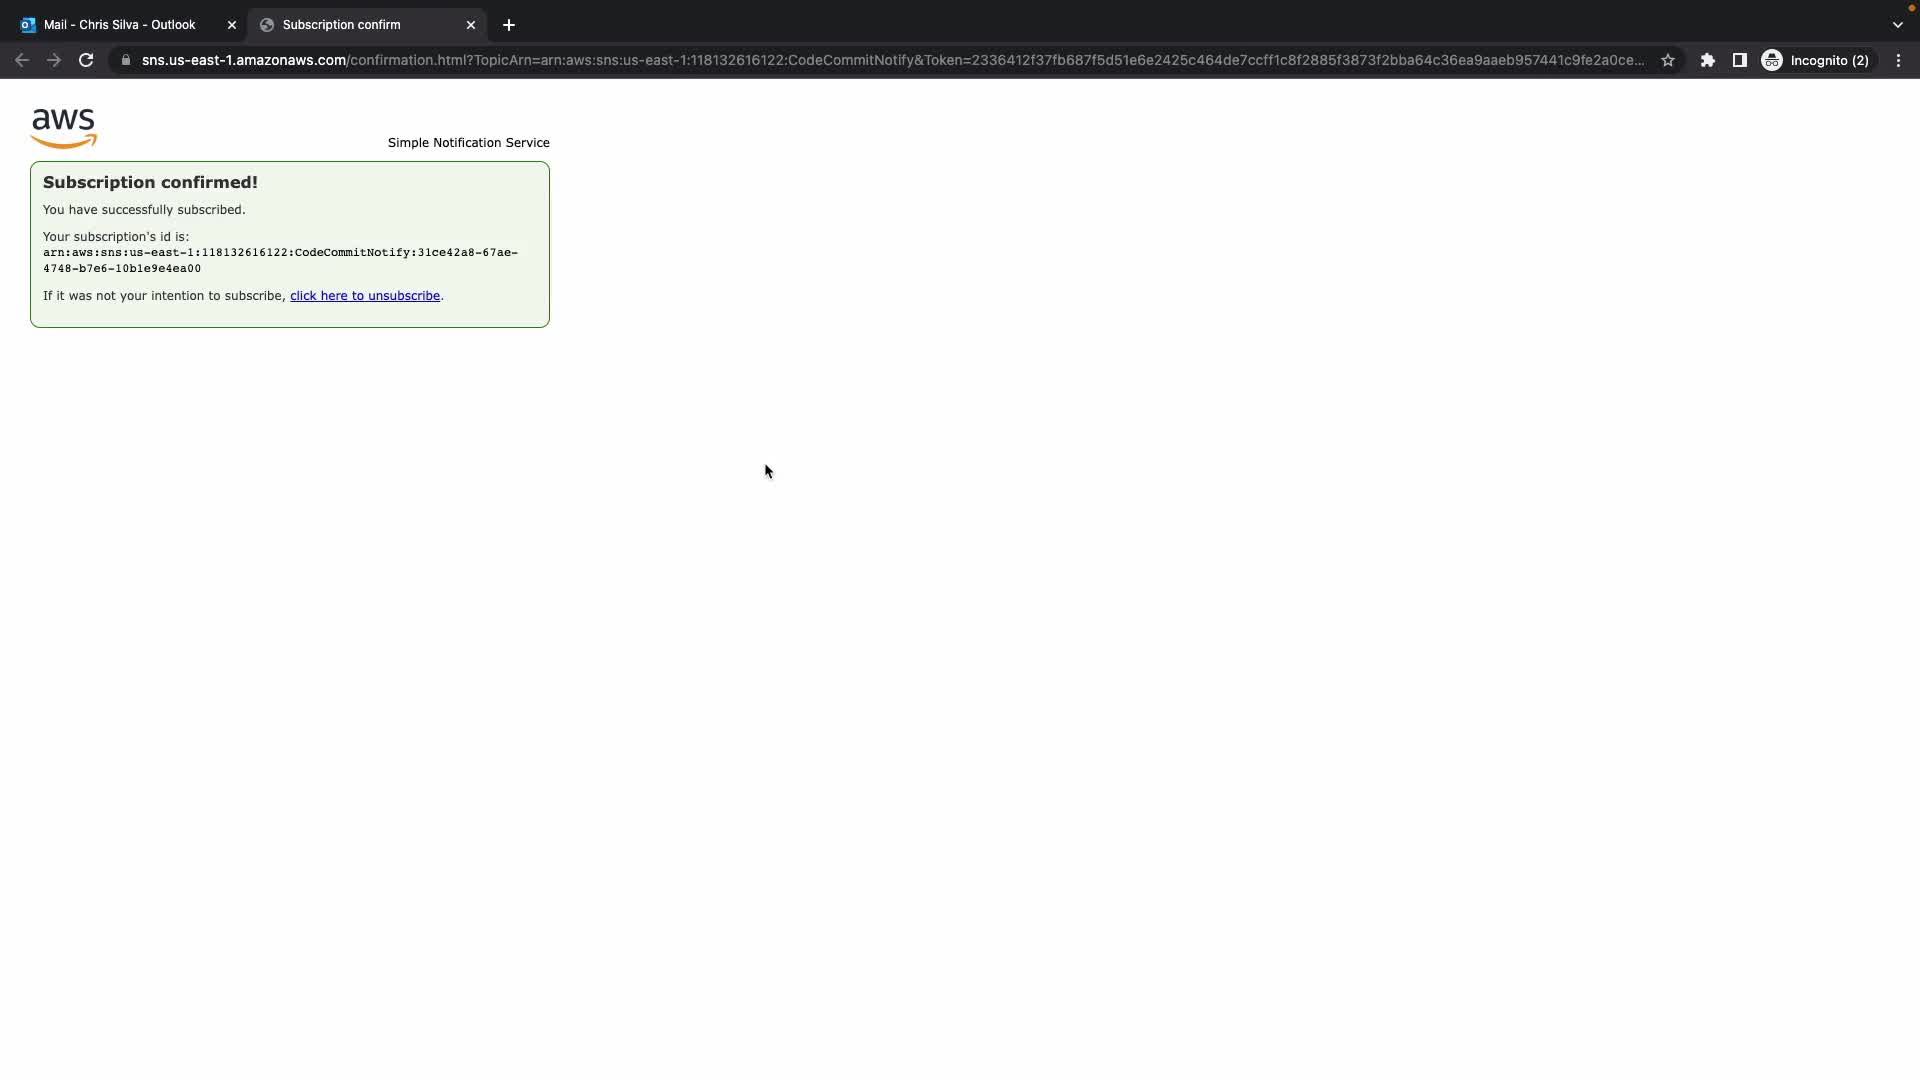 Mail - Chris Silva - Outlook
Subscription confirm
sns.us-east-1.amazonaws.com/confirmation.html?TopicArn=arn:aws:sns:us-east-1:118132616122:CodeCommitNotify&Token=2336412f37fb687f5d51e6e2425c464de7ccff1c8f2885f3873f2bba64c36ea9aaeb957441c9fe2a0ce...
Incognito (2)
aws
Simple Notification Service
Subscription confirmed!
You have successfully subscribed.
Your subscription's id is:
arn:aws:sns:us-east-1:118132616122:CodeCommitNotify:31ce42a8-67ae-
4748-b7e6-10b1e9e4ea00
If it was not your intention to subscribe, click here to unsubscribe.